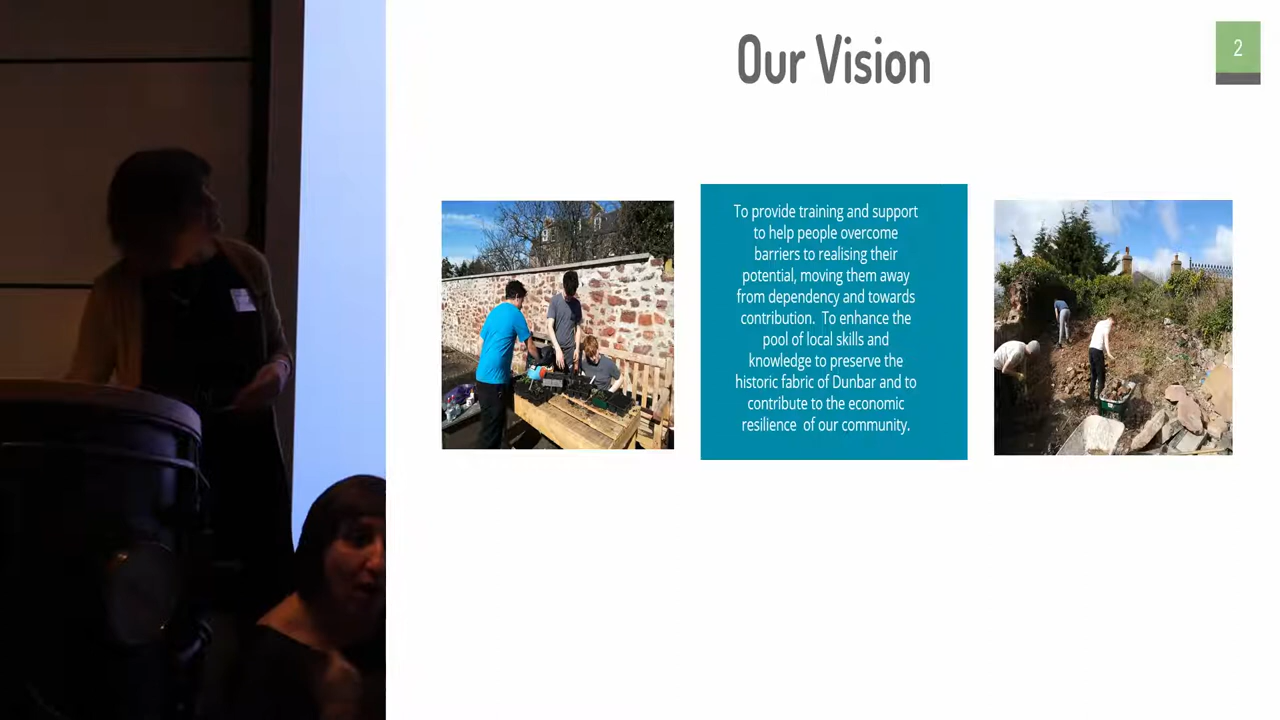 Our Vision
2
To provide training and support
to help people overcome
barriers to realising their
potential, moving them away
from dependency and towards
contribution.  To enhance the
pool of local skills and
knowledge to preserve the
historic fabric of Dunbar and to
contribute to the economic
resilience  of our community.